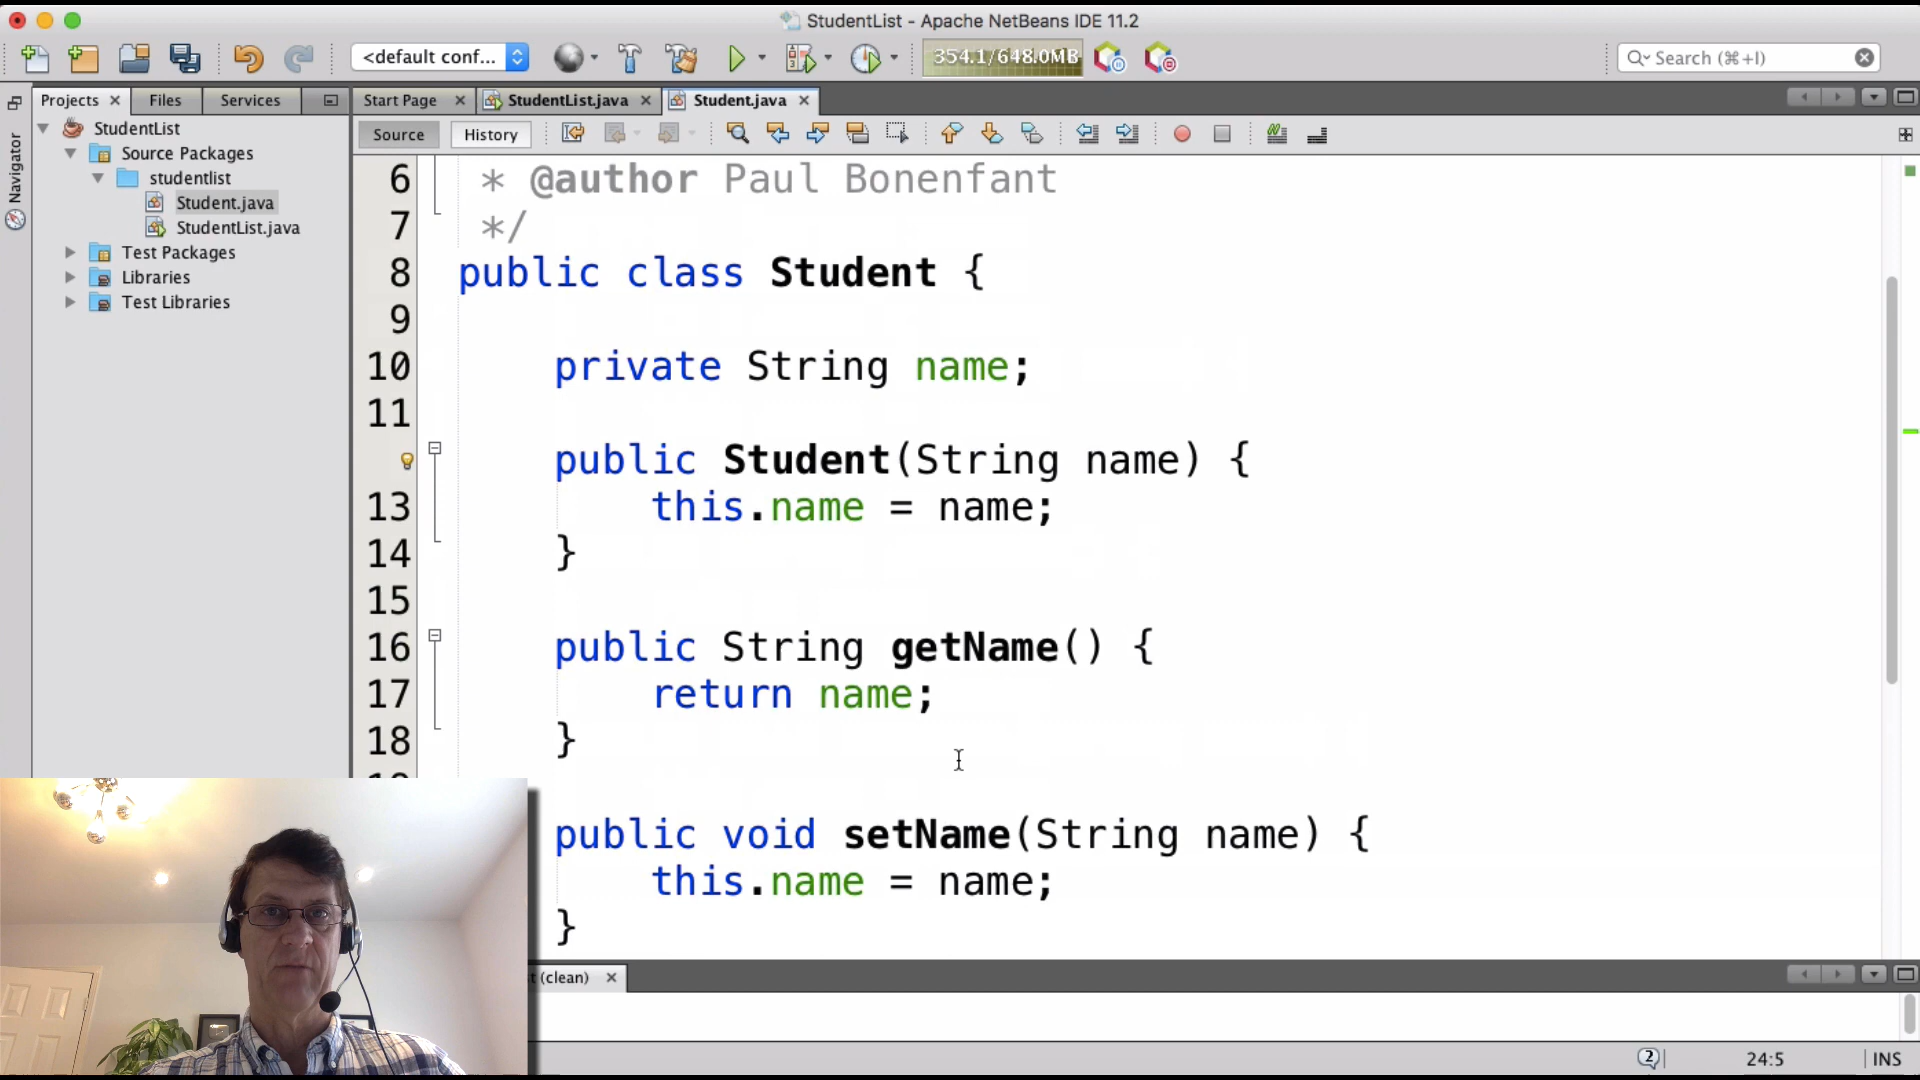 StudentList - Apache NetBeans IDE 11.2
<default conf...
354.1/648.0MB
Search (⌘+I)
Projects
Files
Services
Start Page
StudentList.java
Student.java
Navigator
Source
History
StudentList
Source Packages
studentlist
Student.java
StudentList.java
Test Packages
Libraries
Test Libraries
6 * @author Paul Bonenfant
7 */
8 public class Student {
9
10 private String name;
11
public Student(String name) {
13 this.name = name;
14 }
15
16 public String getName() {
17 return name;
18 }
public void setName(String name) {
this.name = name;
}
(clean)
2
24:5
INS